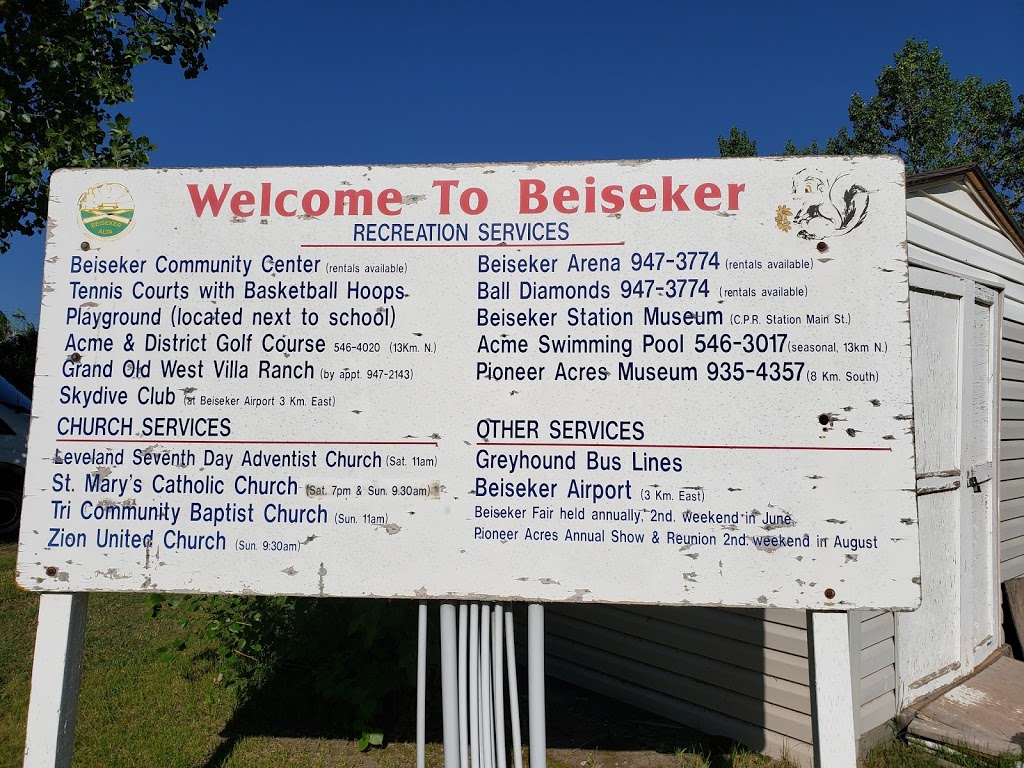 Welcome To Beiseker
BEISEKER
ALTA
RECREATION SERVICES
Beiseker Community Center (rentals available)
Tennis Courts with Basketball Hoops
Playground (located next to school)
Acme & District Golf Course 546-4020 (13Km. N.)
Grand Old West Villa Ranch (by appt. 947-2143)
Skydive Club (at Beiseker Airport 3 Km. East)
Beiseker Arena 947-3774 (rentals available)
Ball Diamonds 947-3774 (rentals available)
Beiseker Station Museum (C.P.R. Station Main St.)
Acme Swimming Pool 546-3017 (seasonal, 13km N.)
Pioneer Acres Museum 935-4357 (8 Km. South)
CHURCH SERVICES
Leveland Seventh Day Adventist Church (Sat. 11am)
St. Mary's Catholic Church (Sat. 7pm & Sun. 9.30am)
Tri Community Baptist Church (Sun. 11am)
Zion United Church (Sun. 9:30am)
OTHER SERVICES
Greyhound Bus Lines
Beiseker Airport (3 Km. East)
Beiseker Fair held annually, 2nd. weekend in June
Pioneer Acres Annual Show & Reunion 2nd. weekend in August